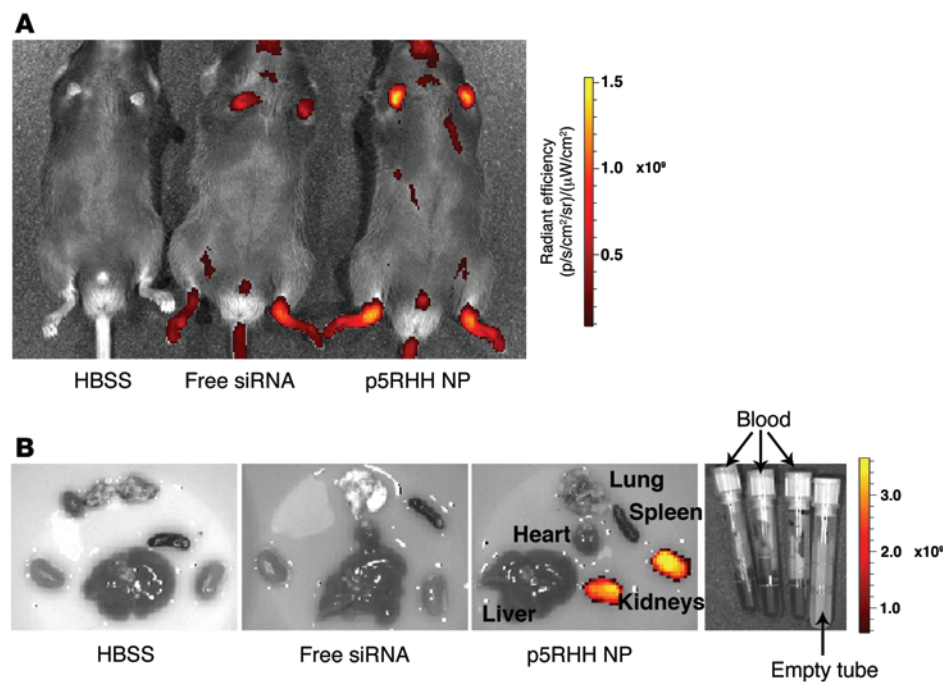 A
1.5
1.0
x10⁹
0.5
Radiant efficiency
(p/s/cm²/sr)/(μW/cm²)
HBSS
Free siRNA
p5RHH NP
B
Blood
Lung
Spleen
Heart
Kidneys
Liver
3.0
2.0
x10⁹
1.0
HBSS
Free siRNA
p5RHH NP
Empty tube